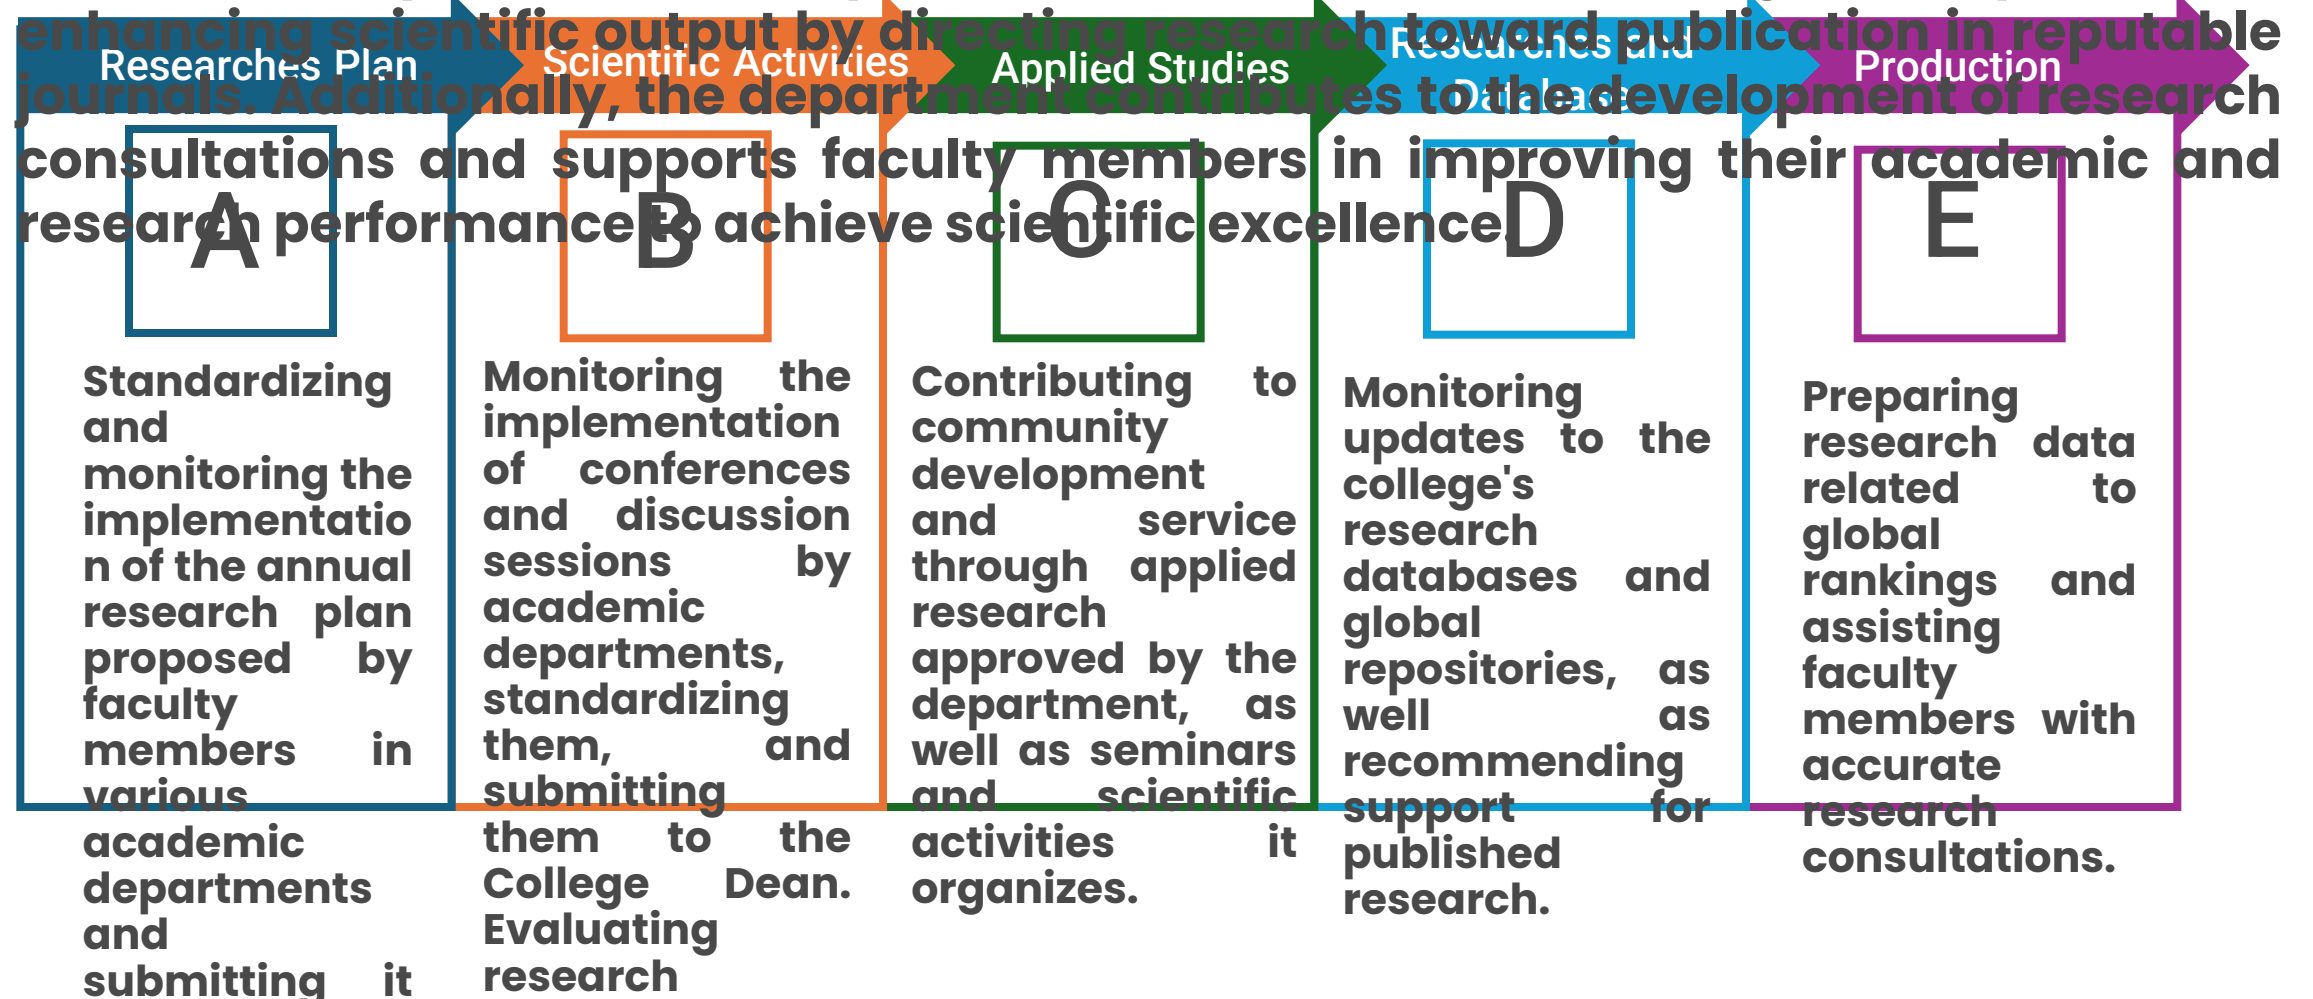 enhancing scientific output by directing research toward publication in reputable
journals. Additionally, the department contributes to the development of research
consultations and supports faculty members in improving their academic and
research performance to achieve scientific excellence.
Researches Plan
A
Standardizing
and
monitoring the
implementatio
n of the annual
research plan
proposed by
faculty
members in
various
academic
departments
and
submitting it
Scientific Activities
B
Monitoring the
implementation
of conferences
and discussion
sessions by
academic
departments,
standardizing
them, and
submitting
them to the
College Dean.
Evaluating
research
Applied Studies
C
Contributing to
community
development
and service
through applied
research
approved by the
department, as
well as seminars
and scientific
activities it
organizes.
Researches and
Database
D
Monitoring
updates to the
college's
research
databases and
global
repositories, as
well as
recommending
support for
published
research.
Production
E
Preparing
research data
related to
global
rankings and
assisting
faculty
members with
accurate
research
consultations.